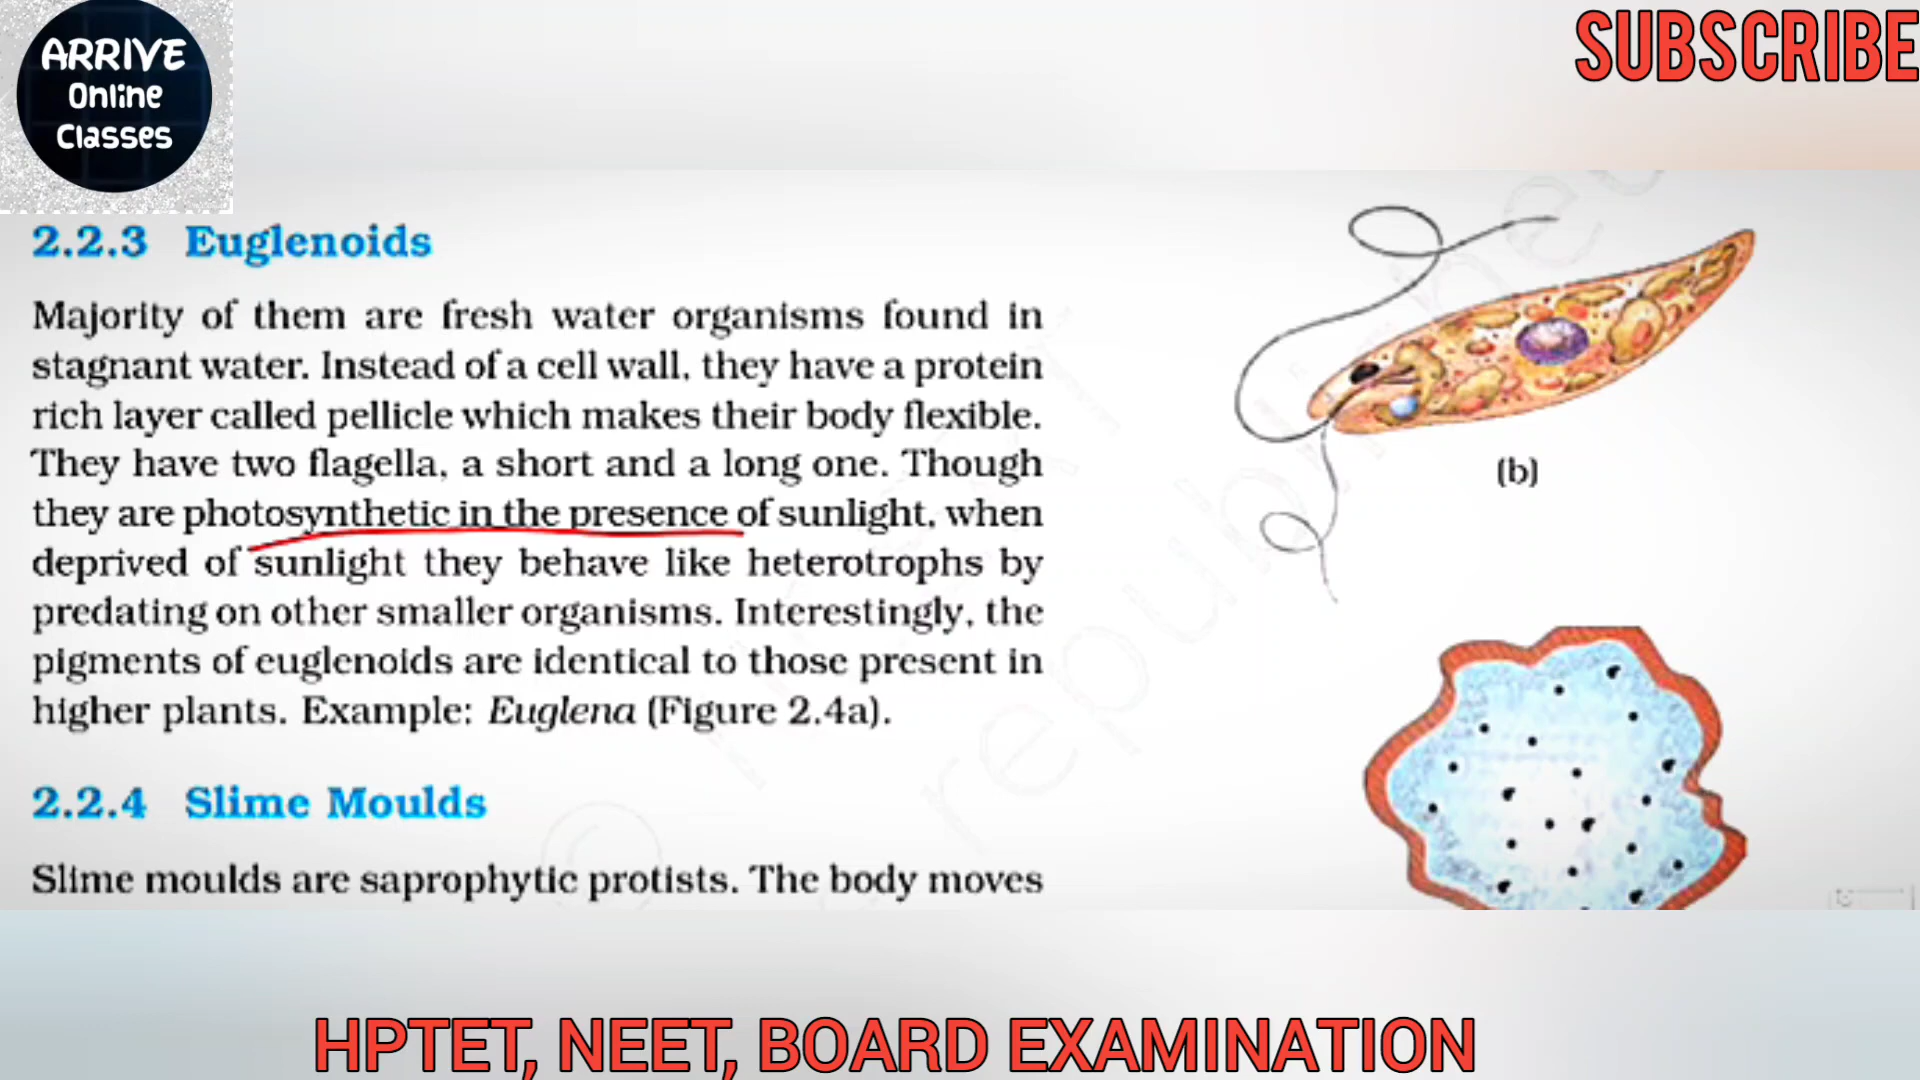 ARRIVE
Online
Classes
SUBSCRIBE
2.2.3 Euglenoids
Majority of them are fresh water organisms found in
stagnant water. Instead of a cell wall, they have a protein
rich layer called pellicle which makes their body flexible.
They have two flagella, a short and a long one. Though
they are photosynthetic in the presence of sunlight, when
deprived of sunlight they behave like heterotrophs by
predating on other smaller organisms. Interestingly, the
pigments of euglenoids are identical to those present in
higher plants. Example: Euglena (Figure 2.4a).
(b)
2.2.4 Slime Moulds
Slime moulds are saprophytic protists. The body moves
HPTET, NEET, BOARD EXAMINATION